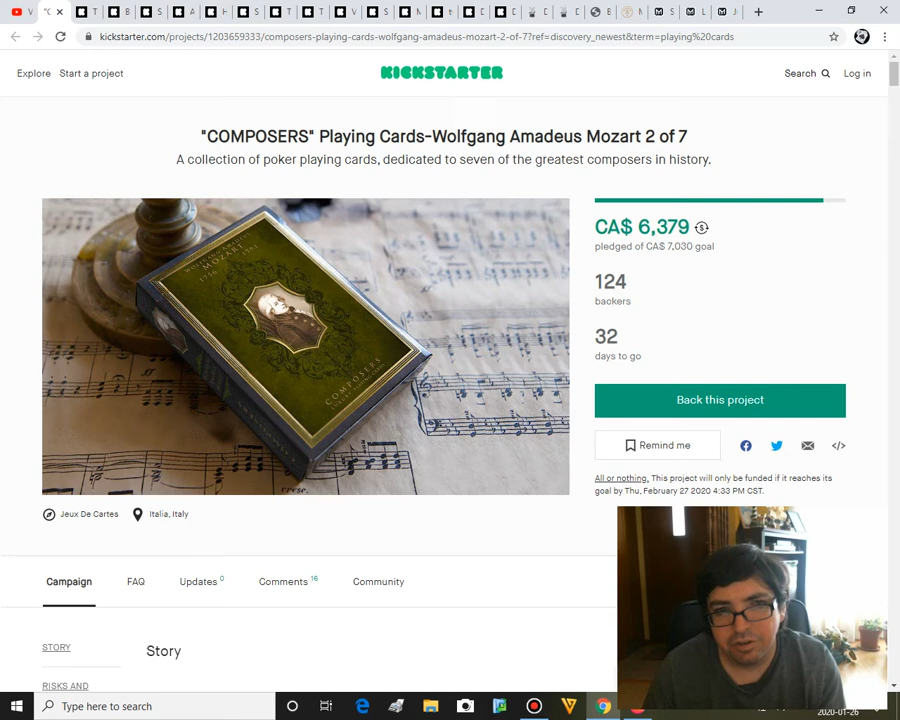 kickstarter.com/projects/1203659333/composers-playing-cards-wolfgang-amadeus-mozart-2-of-7?ref=discovery_newest&term=playing%20cards
Explore
Start a project
KICKSTARTER
Search
Log in
"COMPOSERS" Playing Cards-Wolfgang Amadeus Mozart 2 of 7
A collection of poker playing cards, dedicated to seven of the greatest composers in history.
WOLFGANG AMADEUS
MOZART
1756 1791
COMPOSERS
cresc.
CA$ 6,379
pledged of CA$ 7,030 goal
124
backers
32
days to go
Back this project
Remind me
All or nothing. This project will only be funded if it reaches its
goal by Thu, February 27 2020 4:33 PM CST.
Jeux De Cartes
Italia, Italy
Campaign
FAQ
Updates 0
Comments 16
Community
STORY
Story
RISKS AND
Type here to search
2020-01-26